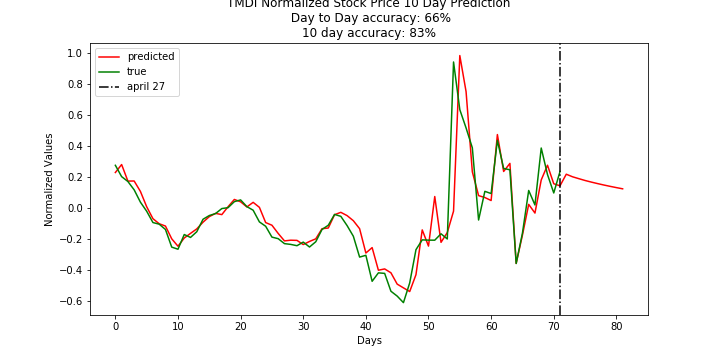 TMDI Normalized Stock Price 10 Day Prediction
Day to Day accuracy: 66%
10 day accuracy: 83%
predicted
true
april 27
Normalized Values
1.0
0.8
0.6
0.4
0.2
0.0
−0.2
−0.4
−0.6
0 10 20 30 40 50 60 70 80
Days